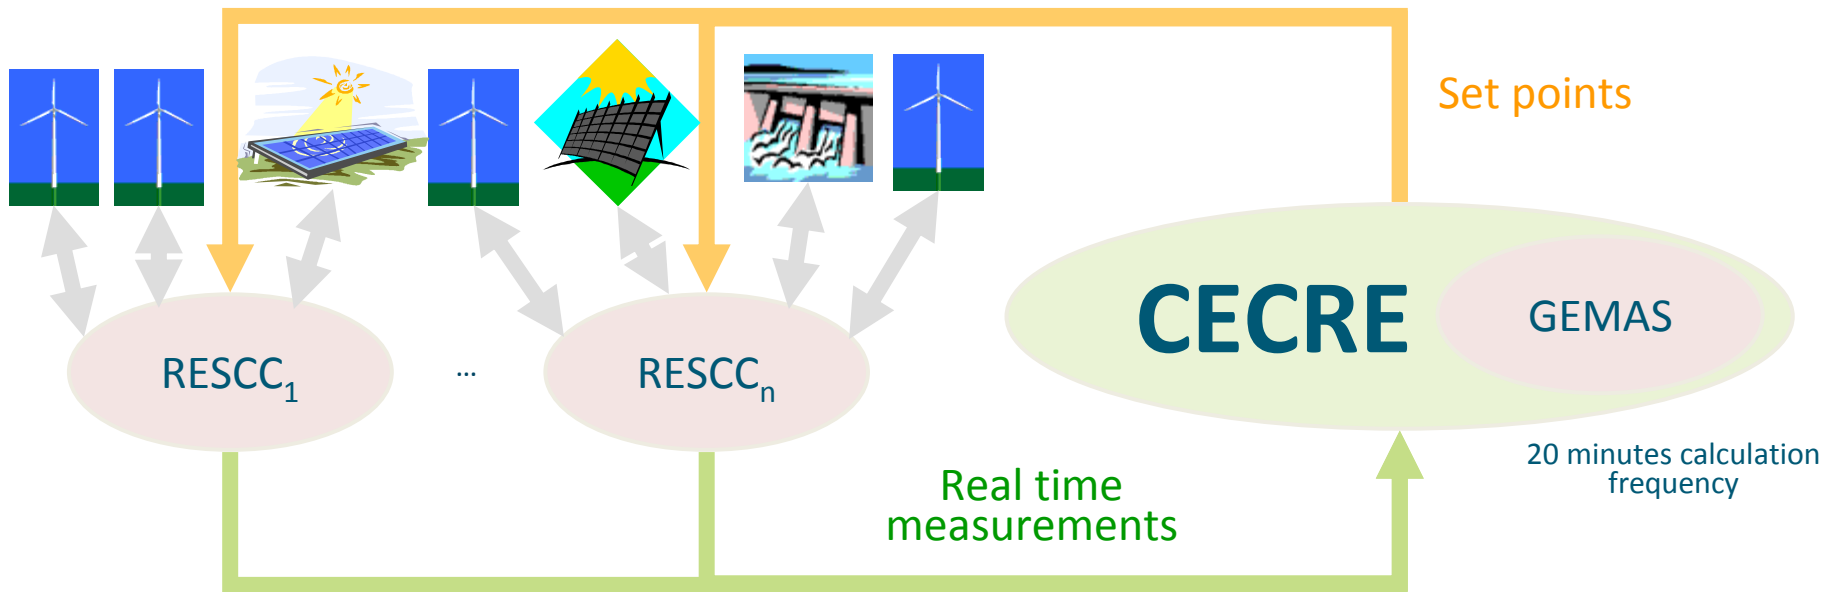 Set points
CECRE
GEMAS
RESCC1
...
RESCCn
20 minutes calculation
frequency
Real time
measurements